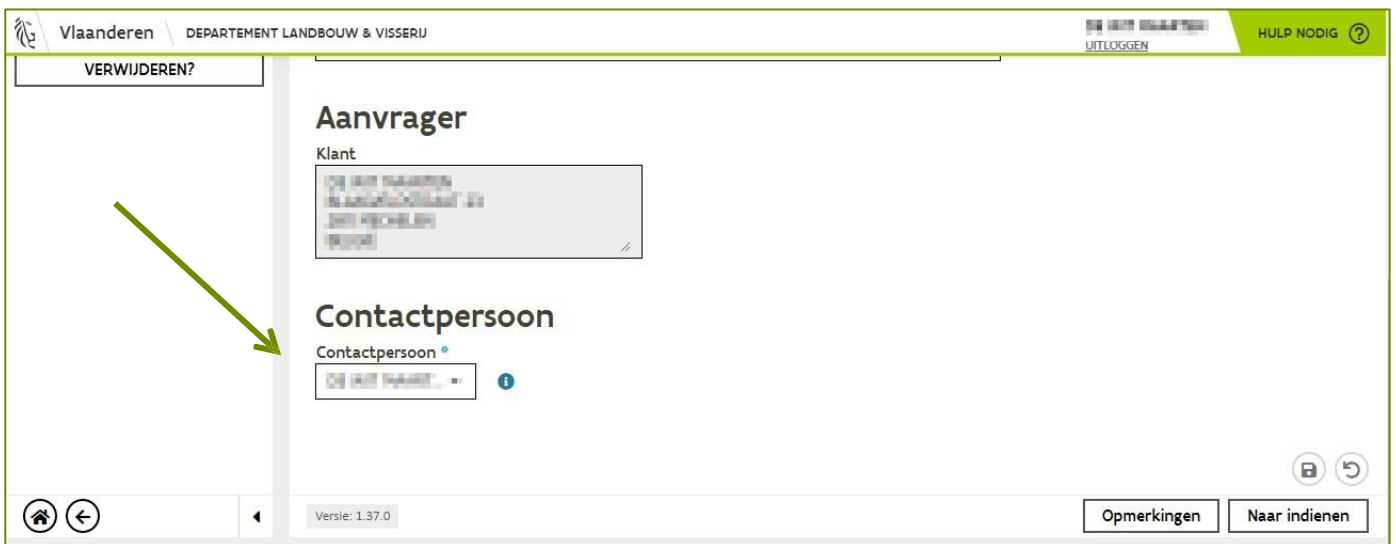 Vlaanderen
DEPARTEMENT LANDBOUW & VISSERIJ
UITLOGGEN
HULP NODIG ?
VERWIJDEREN?
Aanvrager
Klant
Contactpersoon
Contactpersoon *
Versie: 1.37.0
Opmerkingen
Naar indienen